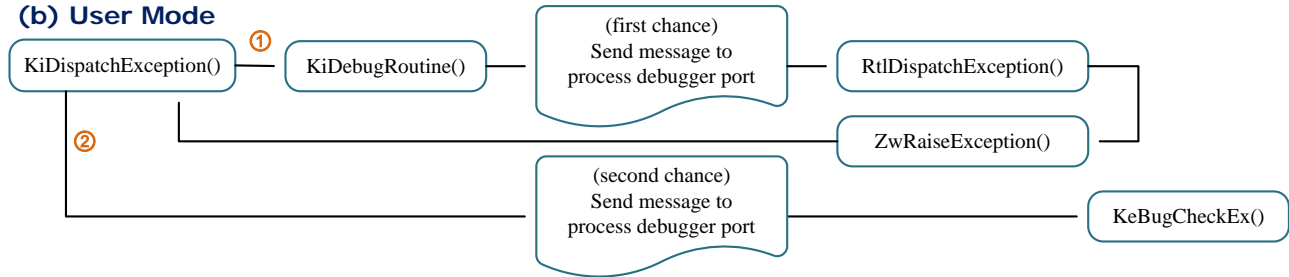 (b) User Mode
KiDispatchException()
①
KiDebugRoutine()
(first chance)
Send message to
process debugger port
RtlDispatchException()
②
ZwRaiseException()
(second chance)
Send message to
process debugger port
KeBugCheckEx()